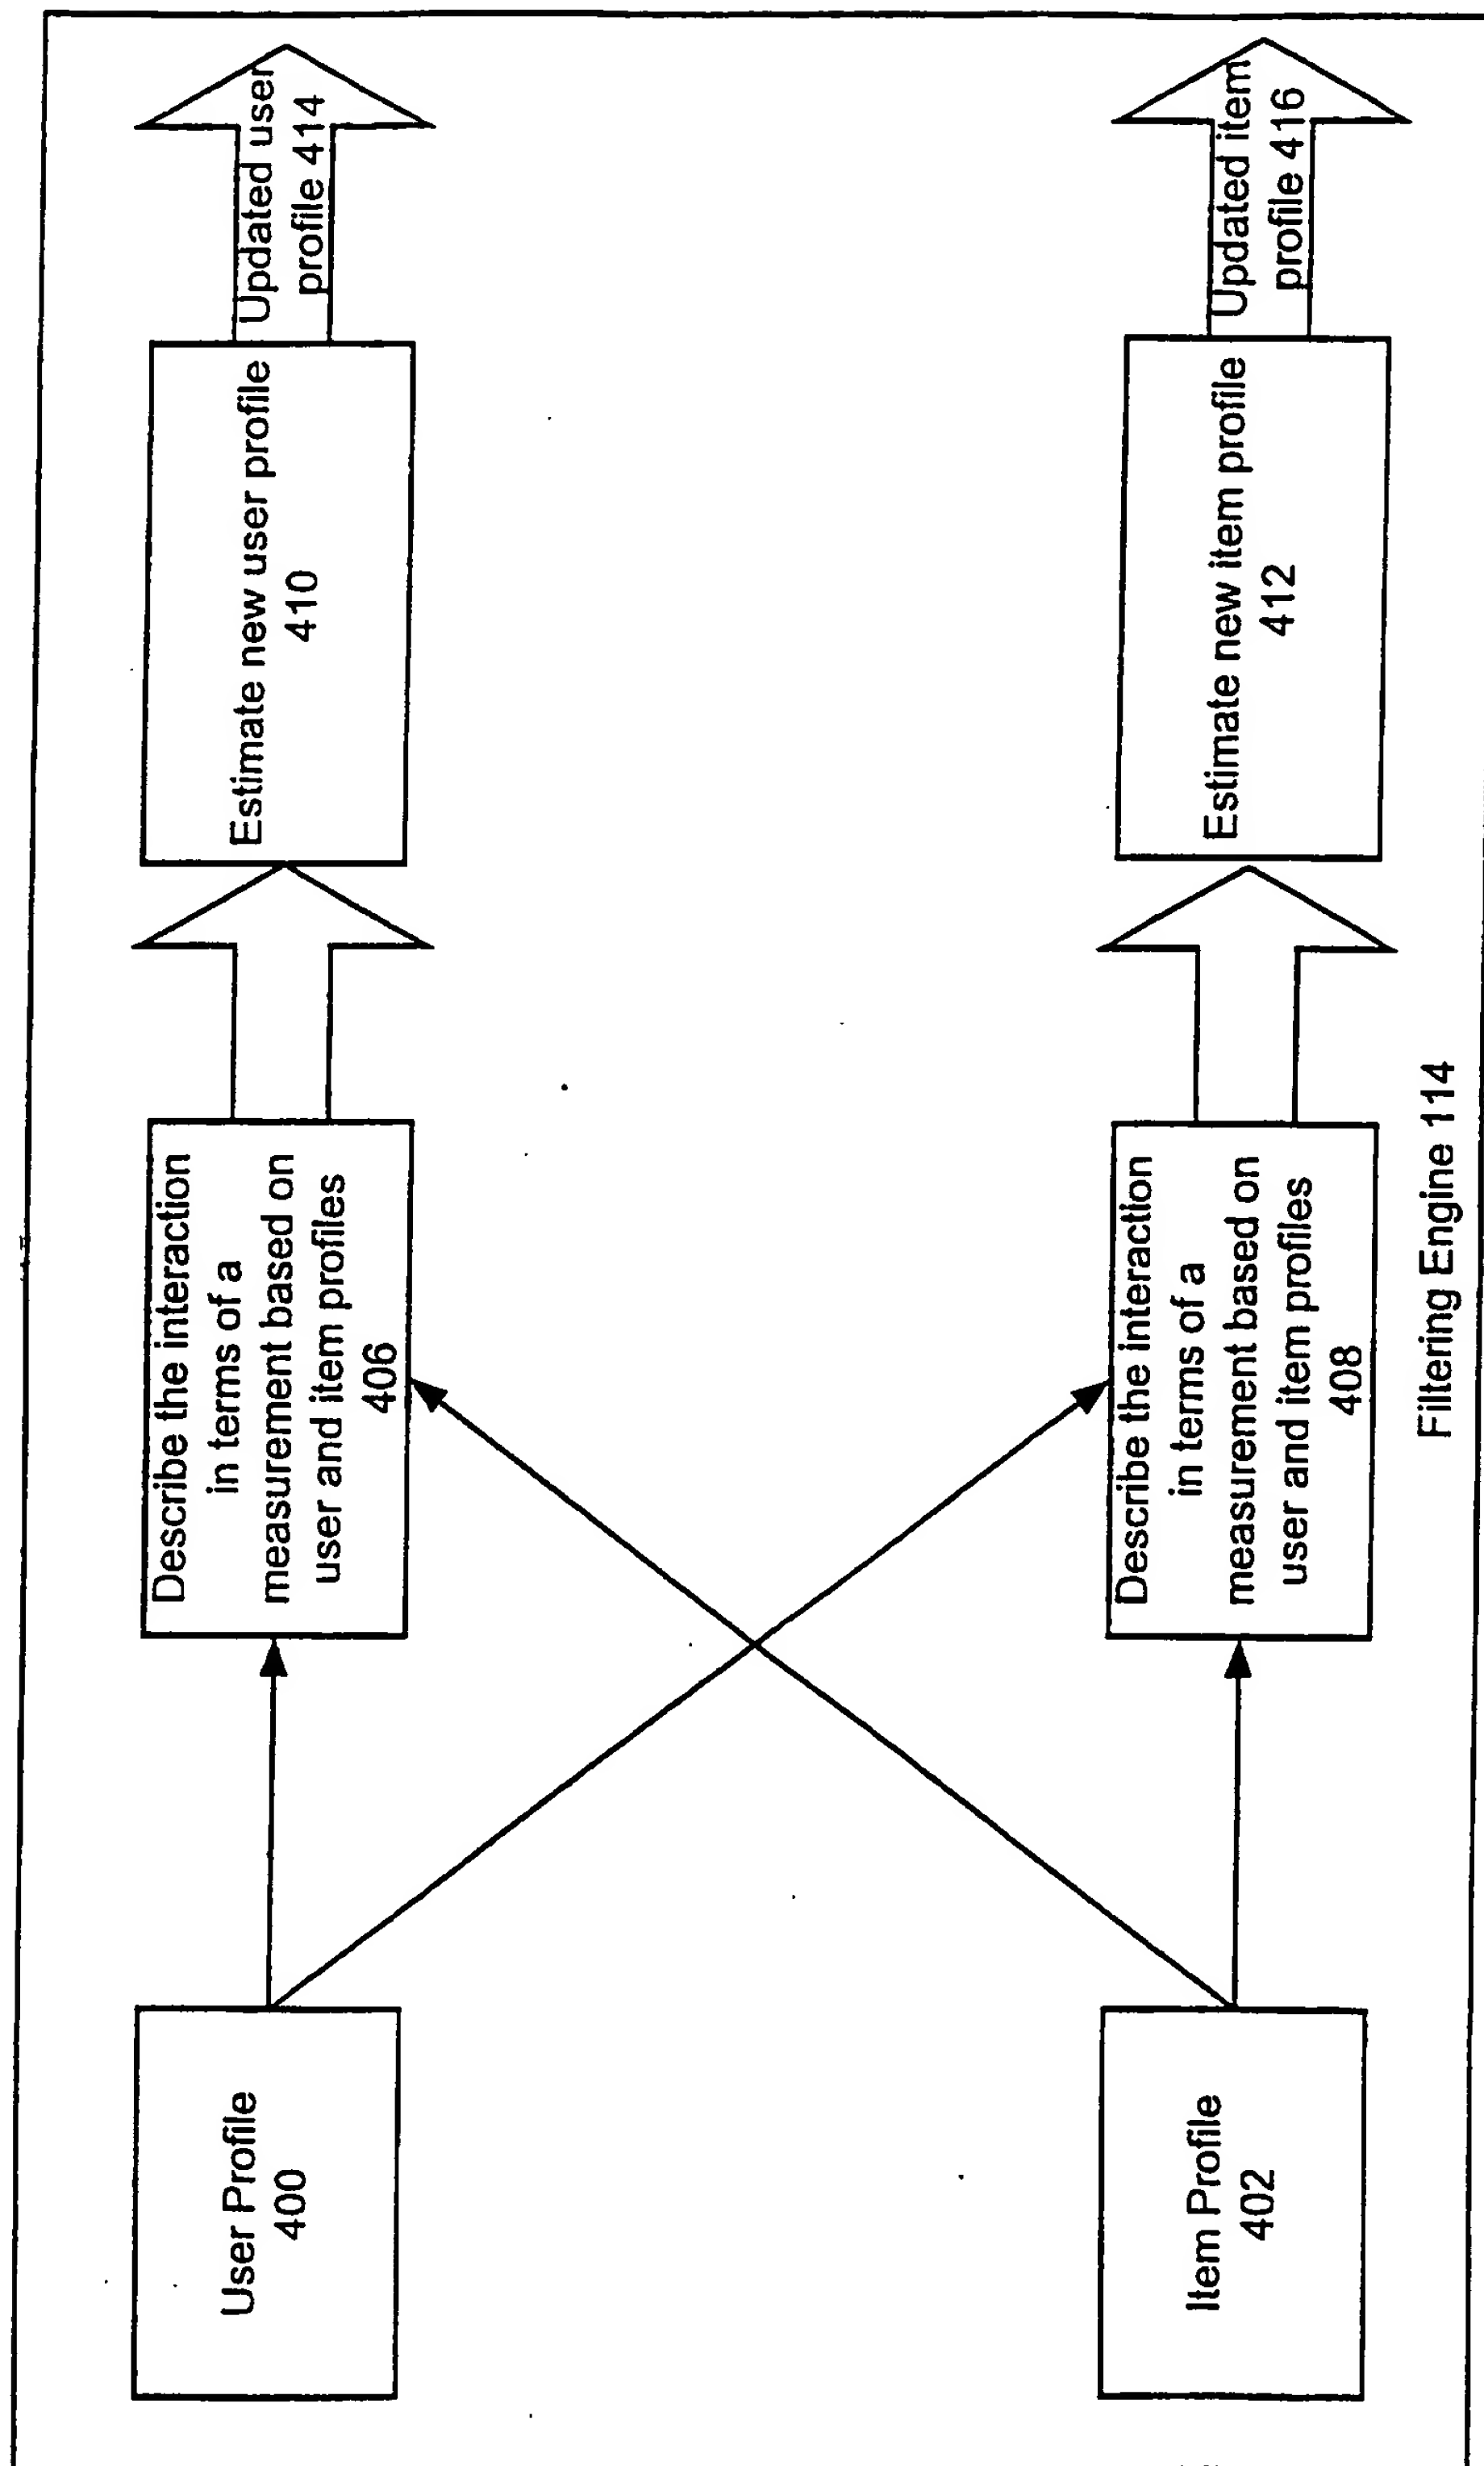 User Profile
400
Describe the interaction
in terms of a
measurement based on
user and item profiles
406
Estimate new user profile
410
Updated user
profile 414
Item Profile
402
Describe the interaction
in terms of a
measurement based on
user and item profiles
408
Estimate new item profile
412
Updated item
profile 416
Filtering Engine 114